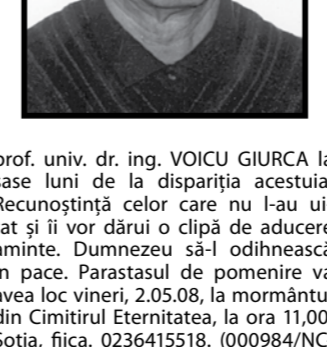 prof. univ. dr. ing. VOICU GIURCA la
șase luni de la dispariția acestuia.
Recunoștință celor care nu l-au ui-
tat și îi vor dărui o clipă de aducere
aminte. Dumnezeu să-l odihnească
în pace. Parastasul de pomenire va
avea loc vineri, 2.05.08, la mormântul
din Cimitirul Eternitatea, la ora 11,00.
Soția, fiica. 0236415518. (000984/NC)